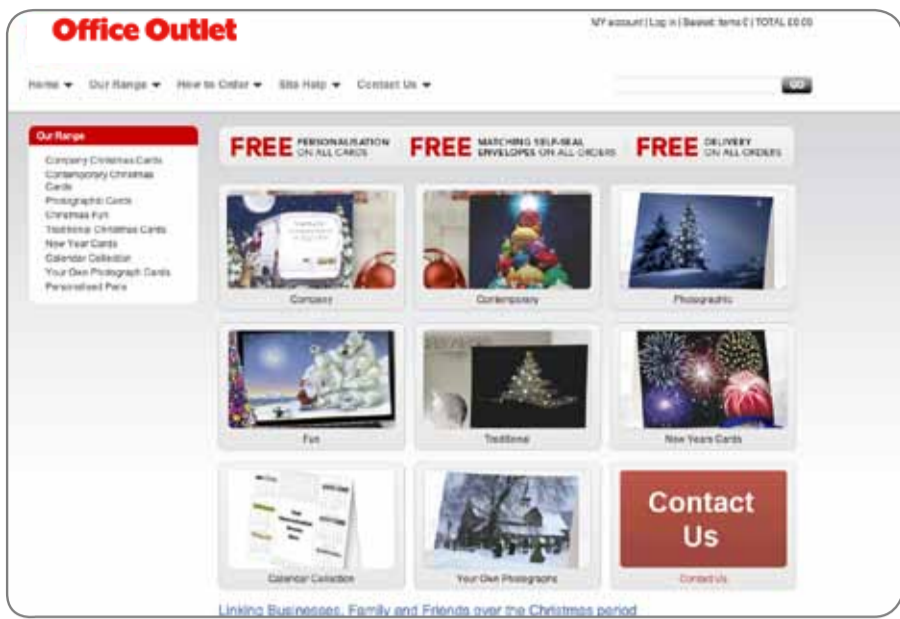 Office Outlet
MY account | Log in | Basket: items 0 | TOTAL £0.00
Home Our Range How to Order Site Help Contact Us
GO
Our Range
Company Christmas Cards
Contemporary Christmas
Cards
Photographic Cards
Christmas Fun
Traditional Christmas Cards
New Year Cards
Calendar Collection
Your Own Photograph Cards
Personalised Pens
FREE PERSONALISATION
ON ALL CARDS
FREE MATCHING SELF-SEAL
ENVELOPES ON ALL ORDERS
FREE DELIVERY
ON ALL ORDERS
Company
Contemporary
Photographic
Fun
Traditional
New Years Cards
Calendar Collection
Your Own Photographs
Contact
Us
Contact Us
Linking Businesses, Family and Friends over the Christmas period